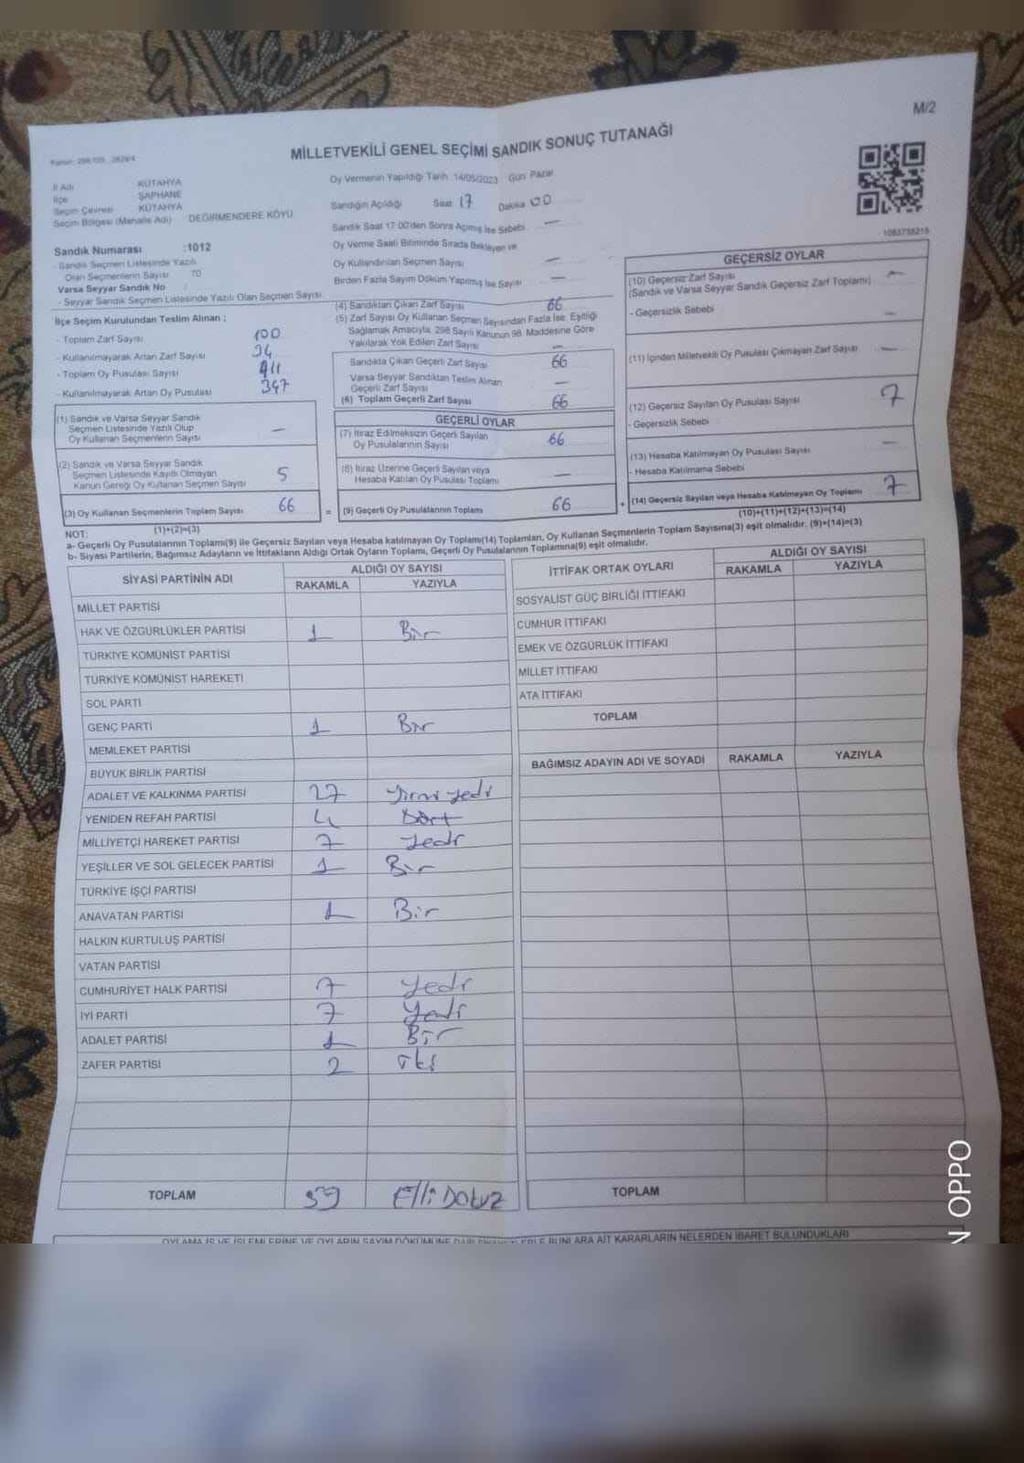 M/2
MİLLETVEKİLİ GENEL SEÇİMİ SANDIK SONUÇ TUTANAĞI
İl Adı KÜTAHYA
İlçe ŞAPHANE
Seçim Çevresi KÜTAHYA
Seçim Bölgesi (Mahalle Adı) DEĞİRMENDERE KÖYÜ
Sandık Numarası :1012
- Sandık Seçmen Listesinde Yazılı
Olan Seçmenlerin Sayısı 70
Varsa Seyyar Sandık No
- Seyyar Sandık Seçmen Listesinde Yazılı Olan Seçmen Sayısı
Oy Vermenin Yapıldığı Tarih :14/05/2023 Gün Pazar
Sandığın Açıldığı Saat 17 Dakika 00
Sandık Saat 17.00'den Sonra Açılmış İse Sebebi —
Oy Verme Saati Bitiminde Sırada Bekleyen ve
Oy Kullandırılan Seçmen Sayısı —
Birden Fazla Sayım Döküm Yapılmış İse Sayısı —
1083738215
İlçe Seçim Kurulundan Teslim Alınan ;
- Toplam Zarf Sayısı 100
- Kullanılmayarak Artan Zarf Sayısı 34
- Toplam Oy Pusulası Sayısı 411
- Kullanılmayarak Artan Oy Pusulası 347
(1) Sandık ve Varsa Seyyar Sandık
Seçmen Listesinde Yazılı Olup
Oy Kullanan Seçmenlerin Sayısı —
(2) Sandık ve Varsa Seyyar Sandık
Seçmen Listesinde Kayıtlı Olmayan
Kanun Gereği Oy Kullanan Seçmen Sayısı 5
(3) Oy Kullanan Seçmenlerin Toplam Sayısı 66
(1)+(2)=(3)
(4) Sandıktan Çıkan Zarf Sayısı 66
(5) Zarf Sayısı Oy Kullanan Seçmen Sayısından Fazla İse, Eşitliği
Sağlamak Amacıyla, 298 Sayılı Kanunun 98. Maddesine Göre
Yakılarak Yok Edilen Zarf Sayısı —
Sandıkta Çıkan Geçerli Zarf Sayısı 66
Varsa Seyyar Sandıktan Teslim Alınan
Geçerli Zarf Sayısı —
(6) Toplam Geçerli Zarf Sayısı 66
GEÇERLİ OYLAR
(7) İtiraz Edilmeksizin Geçerli Sayılan
Oy Pusulalarının Sayısı 66
(8) İtiraz Üzerine Geçerli Sayılan veya
Hesaba Katılan Oy Pusulası Toplamı —
= (9) Geçerli Oy Pusulalarının Toplamı 66 +
GEÇERSİZ OYLAR
(10) Geçersiz Zarf Sayısı
(Sandık ve Varsa Seyyar Sandık Geçersiz Zarf Toplamı) —
- Geçersizlik Sebebi —
(11) İçinden Milletvekili Oy Pusulası Çıkmayan Zarf Sayısı —
(12) Geçersiz Sayılan Oy Pusulası Sayısı 7
- Geçersizlik Sebebi
(13) Hesaba Katılmayan Oy Pusulası Sayısı —
- Hesaba Katılmama Sebebi
(14) Geçersiz Sayılan veya Hesaba Katılmayan Oy Toplamı 7
(10)+(11)+(12)+(13)=(14)
NOT:
a- Geçerli Oy Pusulalarının Toplamı(9) ile Geçersiz Sayılan veya Hesaba katılmayan Oy Toplamı(14) Toplamları, Oy Kullanan Seçmenlerin Toplam Sayısına(3) eşit olmalıdır. (9)+(14)=(3)
b- Siyasi Partilerin, Bağımsız Adayların ve İttifakların Aldığı Ortak Oyların Toplamı, Geçerli Oy Pusulalarının Toplamına(9) eşit olmalıdır.
SİYASİ PARTİNİN ADI ALDIĞI OY SAYISI
RAKAMLA YAZIYLA
MİLLET PARTİSİ
HAK VE ÖZGÜRLÜKLER PARTİSİ 1 Bir
TÜRKİYE KOMÜNİST PARTİSİ
TÜRKİYE KOMÜNİST HAREKETİ
SOL PARTİ
GENÇ PARTİ 1 Bir
MEMLEKET PARTİSİ
BÜYÜK BİRLİK PARTİSİ
ADALET VE KALKINMA PARTİSİ 27 Yirmi yedi
YENİDEN REFAH PARTİSİ 4 Dört
MİLLİYETÇİ HAREKET PARTİSİ 7 Yedi
YEŞİLLER VE SOL GELECEK PARTİSİ 1 Bir
TÜRKİYE İŞÇİ PARTİSİ
ANAVATAN PARTİSİ 1 Bir
HALKIN KURTULUŞ PARTİSİ
VATAN PARTİSİ
CUMHURİYET HALK PARTİSİ 7 Yedi
İYİ PARTİ 7 Yedi
ADALET PARTİSİ 1 Bir
ZAFER PARTİSİ 2 İki
TOPLAM 59 Elli Dokuz
İTTİFAK ORTAK OYLARI ALDIĞI OY SAYISI
RAKAMLA YAZIYLA
SOSYALİST GÜÇ BİRLİĞİ İTTİFAKI
CUMHUR İTTİFAKI
EMEK VE ÖZGÜRLÜK İTTİFAKI
MİLLET İTTİFAKI
ATA İTTİFAKI
TOPLAM
BAĞIMSIZ ADAYIN ADI VE SOYADI RAKAMLA YAZIYLA
TOPLAM
N OPPO